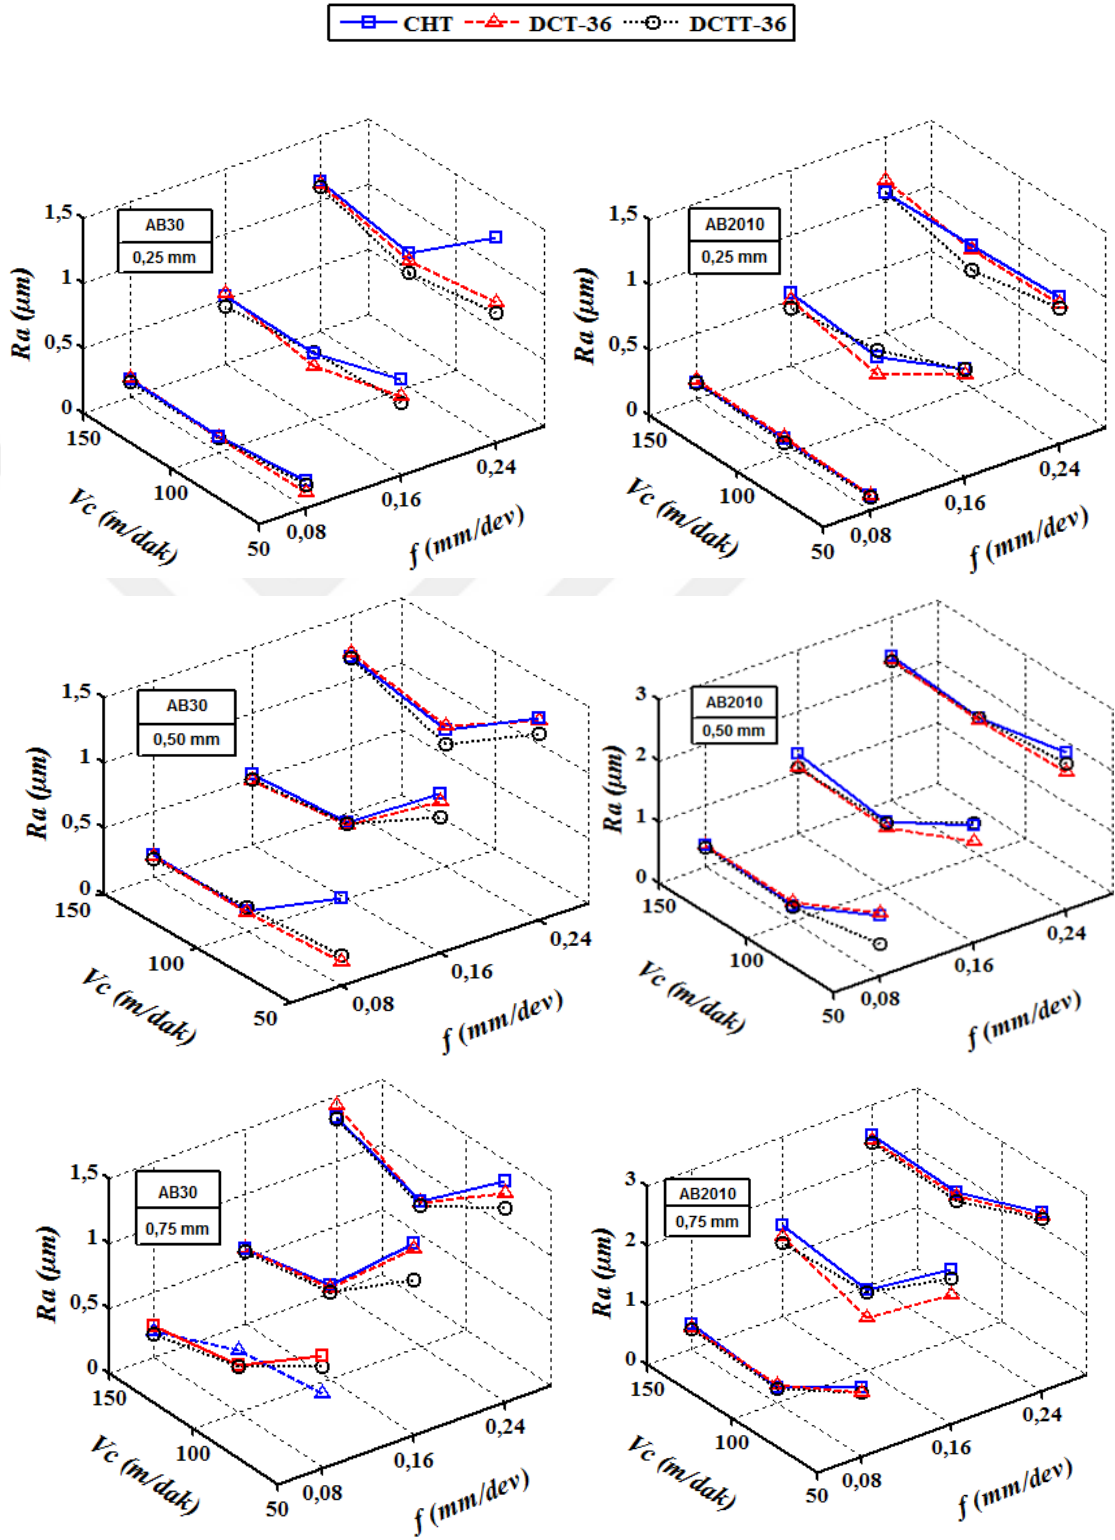 CHT DCT-36 DCTT-36
AB30
0,25 mm
Ra (μm)
1,5
1
0,5
0
150
100
50
Vc (m/dak)
0,08
0,16
0,24
f (mm/dev)
AB2010
0,25 mm
Ra (μm)
1,5
1
0,5
0
150
100
50
Vc (m/dak)
0,08
0,16
0,24
f (mm/dev)
AB30
0,50 mm
Ra (μm)
1,5
1
0,5
0
150
100
50
Vc (m/dak)
0,08
0,16
0,24
f (mm/dev)
AB2010
0,50 mm
Ra (μm)
3
2
1
0
150
100
50
Vc (m/dak)
0,08
0,16
0,24
f (mm/dev)
AB30
0,75 mm
Ra (μm)
1,5
1
0,5
0
150
100
50
Vc (m/dak)
0,08
0,16
0,24
f (mm/dev)
AB2010
0,75 mm
Ra (μm)
3
2
1
0
150
100
50
Vc (m/dak)
0,08
0,16
0,24
f (mm/dev)